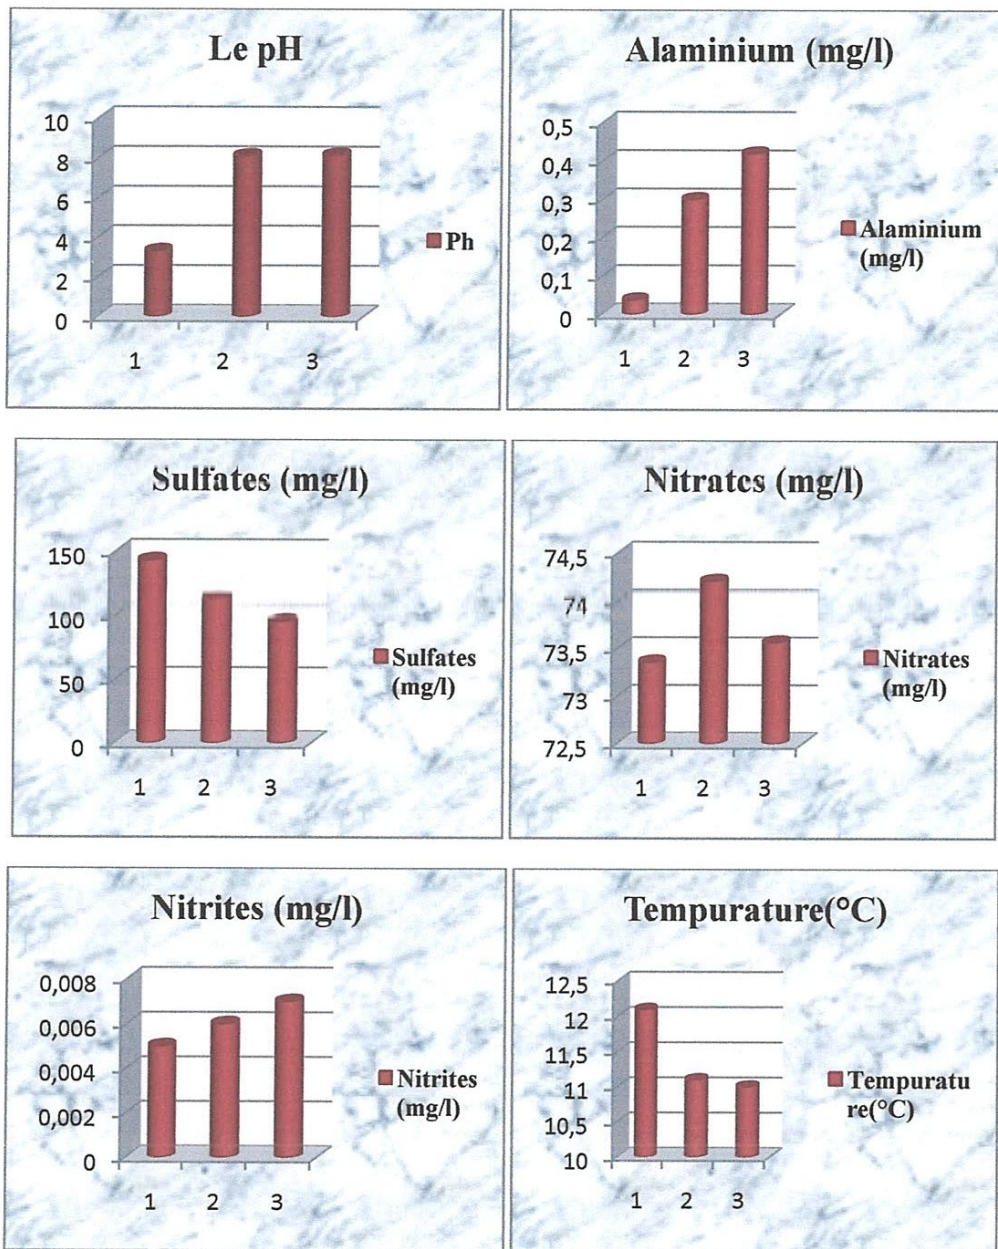 Le pH
10
8
6
4
2
0
1 2 3
Ph
Alaminium (mg/l)
0,5
0,4
0,3
0,2
0,1
0
1 2 3
Alaminium
(mg/l)
Sulfates (mg/l)
150
100
50
0
1 2 3
Sulfates
(mg/l)
Nitrates (mg/l)
74,5
74
73,5
73
72,5
1 2 3
Nitrates
(mg/l)
Nitrites (mg/l)
0,008
0,006
0,004
0,002
0
1 2 3
Nitrites
(mg/l)
Tempurature(°C)
12,5
12
11,5
11
10,5
10
1 2 3
Tempuratu
re(°C)